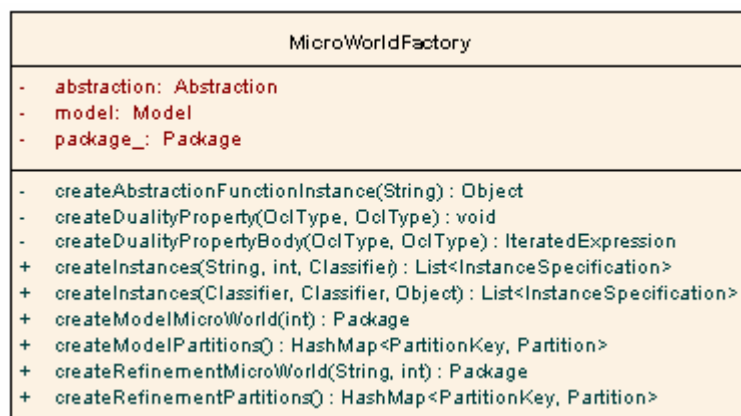 MicroWorldFactory
- abstraction: Abstraction
- model: Model
- package_: Package
- createAbstractionFunctionInstance(String) : Object
- createDualityProperty(OclType, OclType) : void
- createDualityPropertyBody(OclType, OclType) : IteratedExpression
+ createInstances(String, int, Classifier) : List<InstanceSpecification>
+ createInstances(Classifier, Classifier, Object) : List<InstanceSpecification>
+ createModelMicroWorld(int) : Package
+ createModelPartitions() : HashMap<PartitionKey, Partition>
+ createRefinementMicroWorld(String, int) : Package
+ createRefinementPartitions() : HashMap<PartitionKey, Partition>